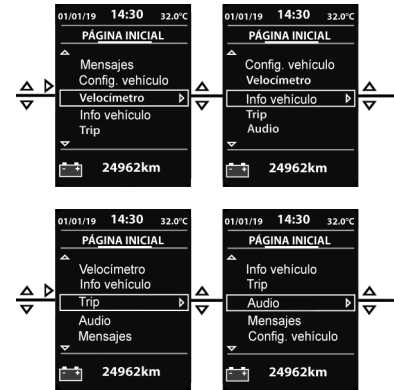 01/01/19 14:30 32.0°C
PÁGINA INICIAL
Mensajes
Config. vehículo
Velocímetro
Info vehículo
Trip
24962km
01/01/19 14:30 32.0°C
PÁGINA INICIAL
Config. vehículo
Velocímetro
Info vehículo
Trip
Audio
24962km
01/01/19 14:30 32.0°C
PÁGINA INICIAL
Velocímetro
Info vehículo
Trip
Audio
Mensajes
24962km
01/01/19 14:30 32.0°C
PÁGINA INICIAL
Info vehículo
Trip
Audio
Mensajes
Config. vehículo
24962km